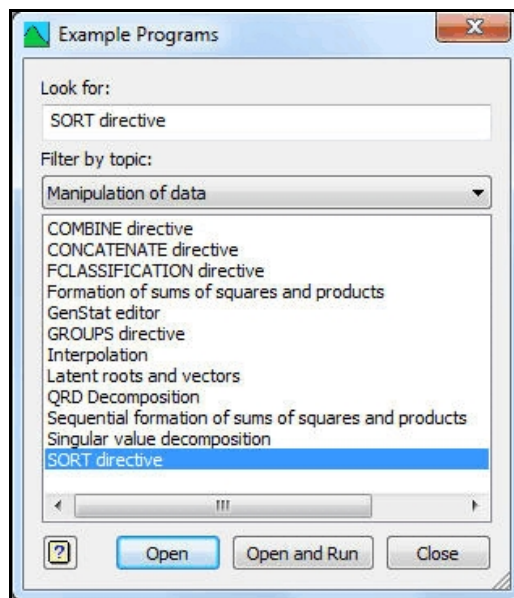 Example Programs
Look for:
SORT directive
Filter by topic:
Manipulation of data
COMBINE directive
CONCATENATE directive
FCLASSIFICATION directive
Formation of sums of squares and products
GenStat editor
GROUPS directive
Interpolation
Latent roots and vectors
QRD Decomposition
Sequential formation of sums of squares and products
Singular value decomposition
SORT directive
? Open Open and Run Close